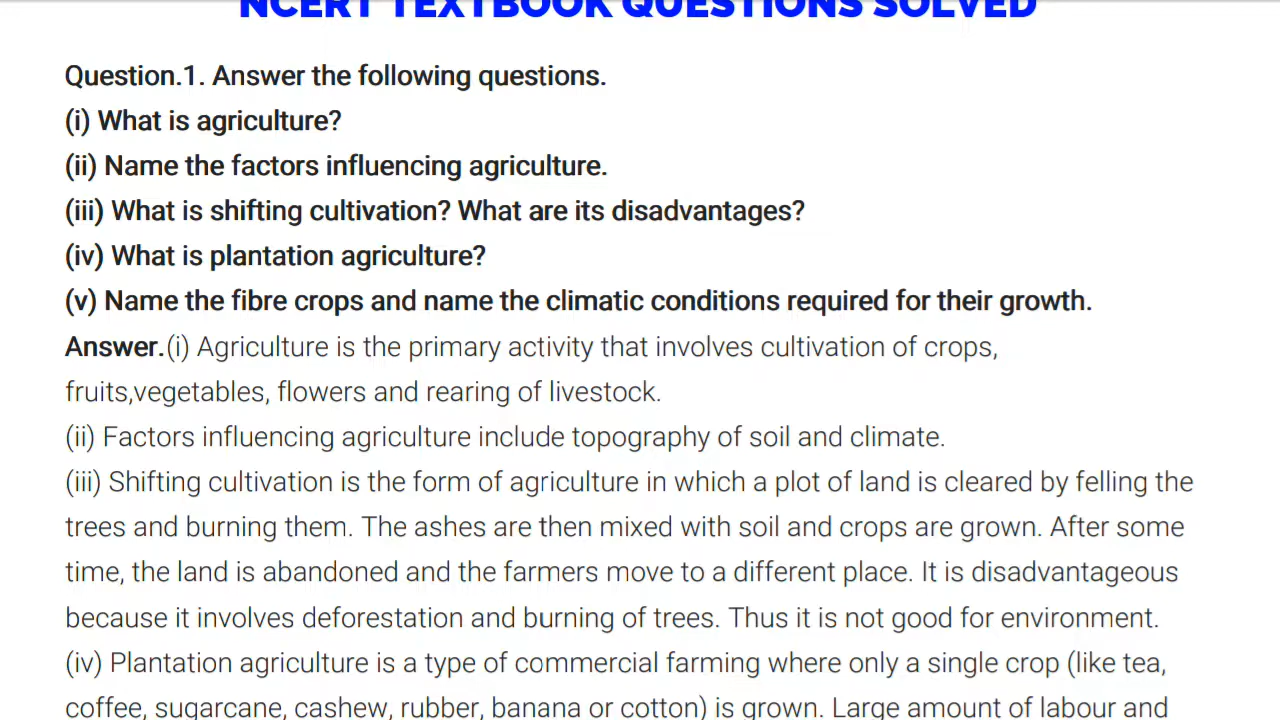 NCERT TEXTBOOK QUESTIONS SOLVED
Question.1. Answer the following questions.
(i) What is agriculture?
(ii) Name the factors influencing agriculture.
(iii) What is shifting cultivation? What are its disadvantages?
(iv) What is plantation agriculture?
(v) Name the fibre crops and name the climatic conditions required for their growth.
Answer.(i) Agriculture is the primary activity that involves cultivation of crops,
fruits,vegetables, flowers and rearing of livestock.
(ii) Factors influencing agriculture include topography of soil and climate.
(iii) Shifting cultivation is the form of agriculture in which a plot of land is cleared by felling the
trees and burning them. The ashes are then mixed with soil and crops are grown. After some
time, the land is abandoned and the farmers move to a different place. It is disadvantageous
because it involves deforestation and burning of trees. Thus it is not good for environment.
(iv) Plantation agriculture is a type of commercial farming where only a single crop (like tea,
coffee, sugarcane, cashew, rubber, banana or cotton) is grown. Large amount of labour and